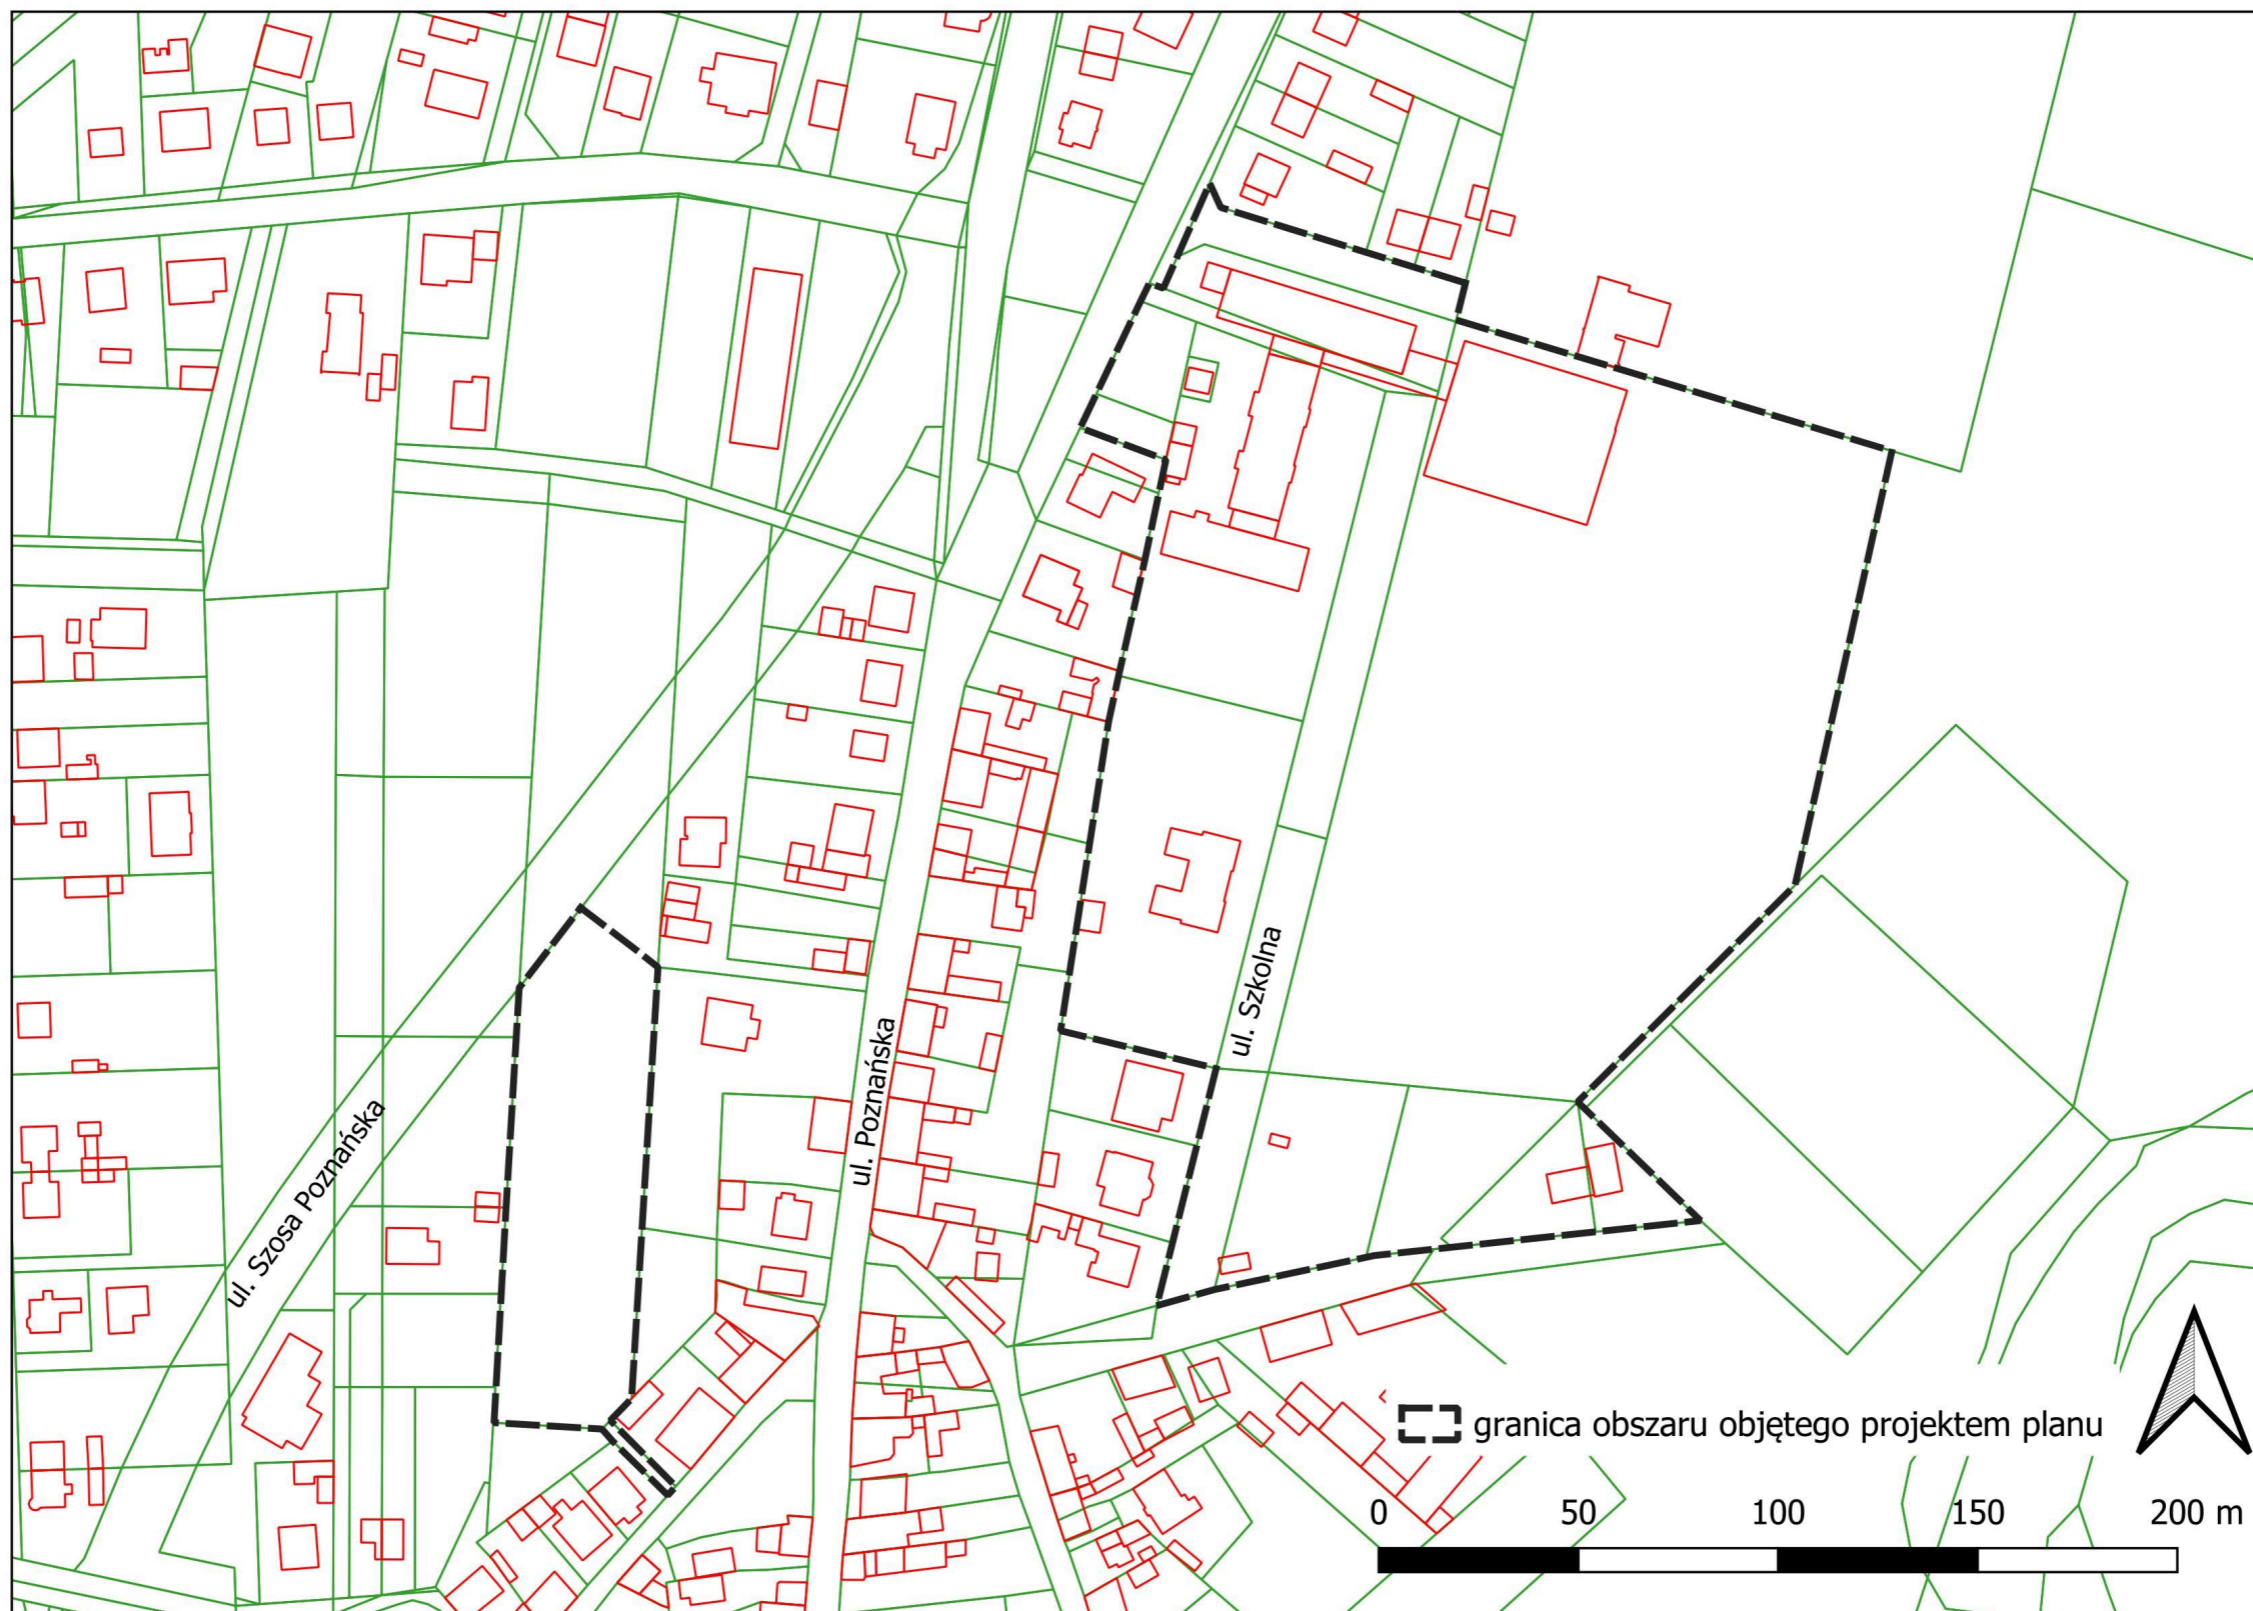 ul. Szkolna
ul. Poznańska
ul. Szosa Poznańska
granica obszaru objętego projektem planu
0 50 100 150 200 m